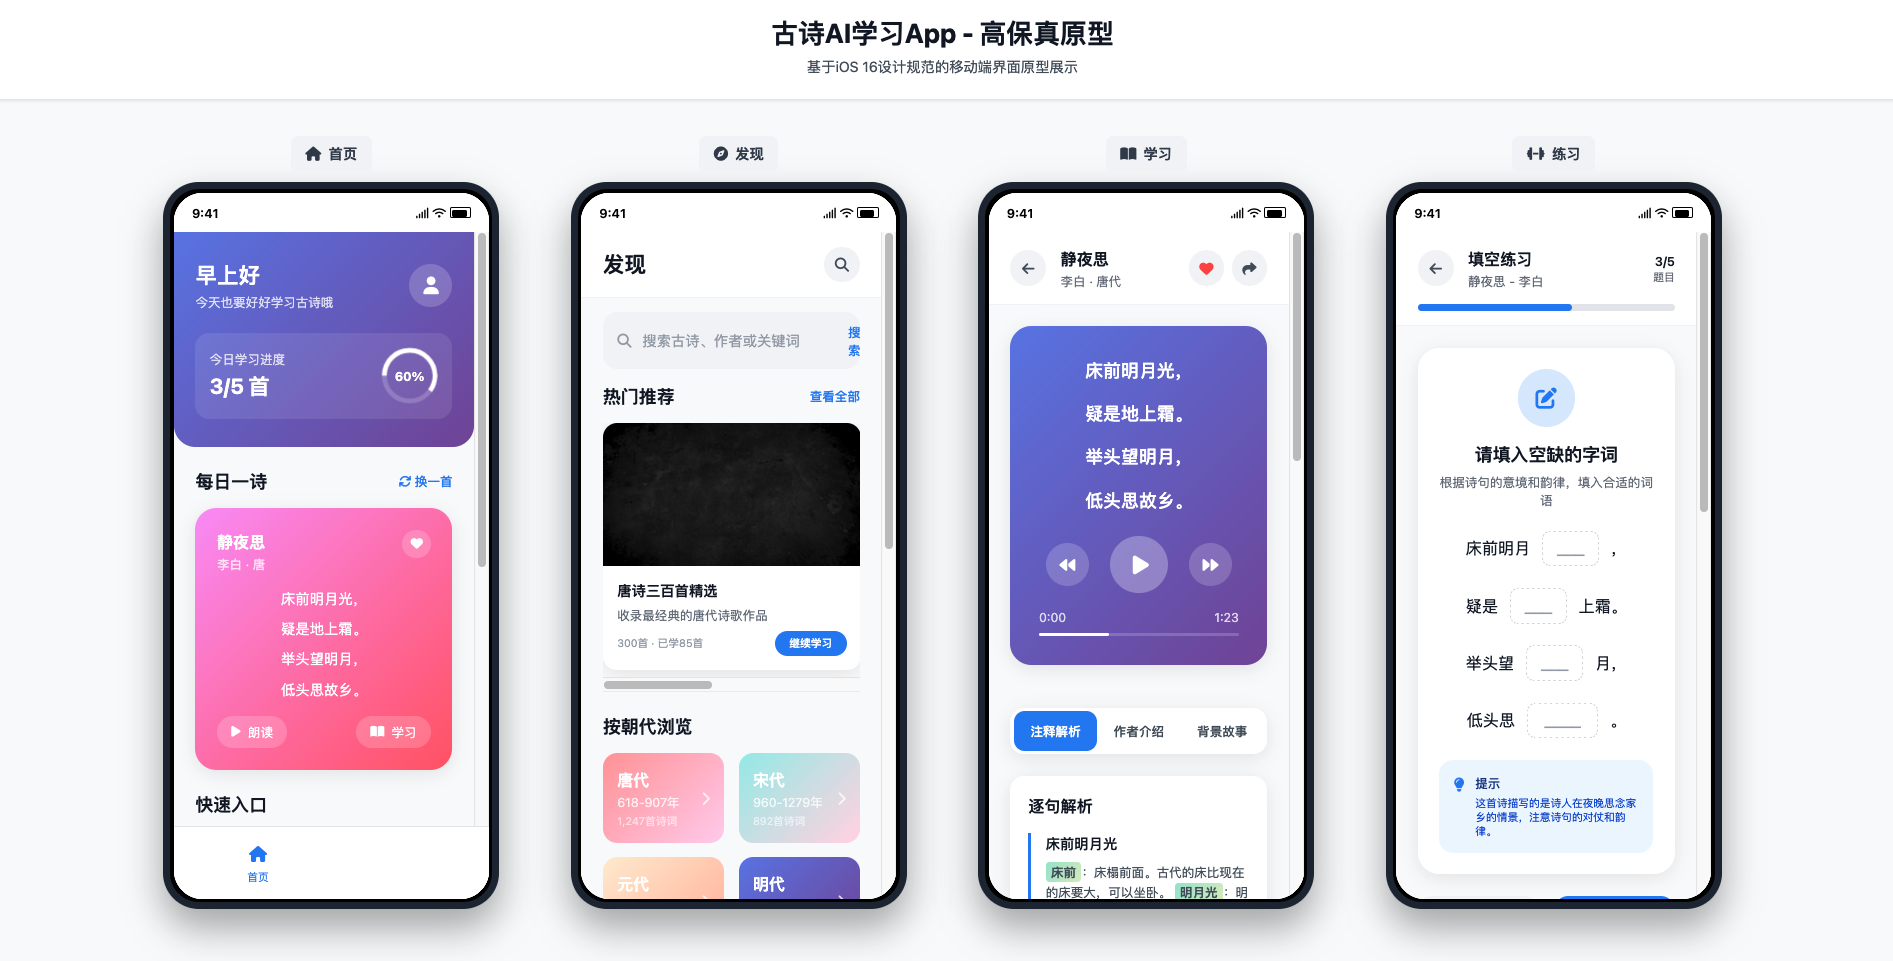 古诗AI学习App - 高保真原型
基于iOS 16设计规范的移动端界面原型展示
首页
9:41
早上好
今天也要好好学习古诗哦
今日学习进度
3/5 首
60%
每日一诗
换一首
静夜思
李白 · 唐
床前明月光，
疑是地上霜。
举头望明月，
低头思故乡。
朗读
学习
快速入口
首页
发现
9:41
发现
搜索古诗、作者或关键词
搜
索
热门推荐
查看全部
唐诗三百首精选
收录最经典的唐代诗歌作品
300首 · 已学85首
继续学习
按朝代浏览
唐代
618-907年
1,247首诗词
宋代
960-1279年
892首诗词
元代
明代
学习
9:41
静夜思
李白 · 唐代
床前明月光，
疑是地上霜。
举头望明月，
低头思故乡。
0:00
1:23
注释解析
作者介绍
背景故事
逐句解析
床前明月光
床前：床榻前面。古代的床比现在
的床要大，可以坐卧。 明月光：明
练习
9:41
填空练习
静夜思 - 李白
3/5
题目
请填入空缺的字词
根据诗句的意境和韵律，填入合适的词
语
床前明月 ___ ，
疑是 ___ 上霜。
举头望 ___ 月，
低头思 ____ 。
提示
这首诗描写的是诗人在夜晚思念家
乡的情景，注意诗句的对仗和韵
律。